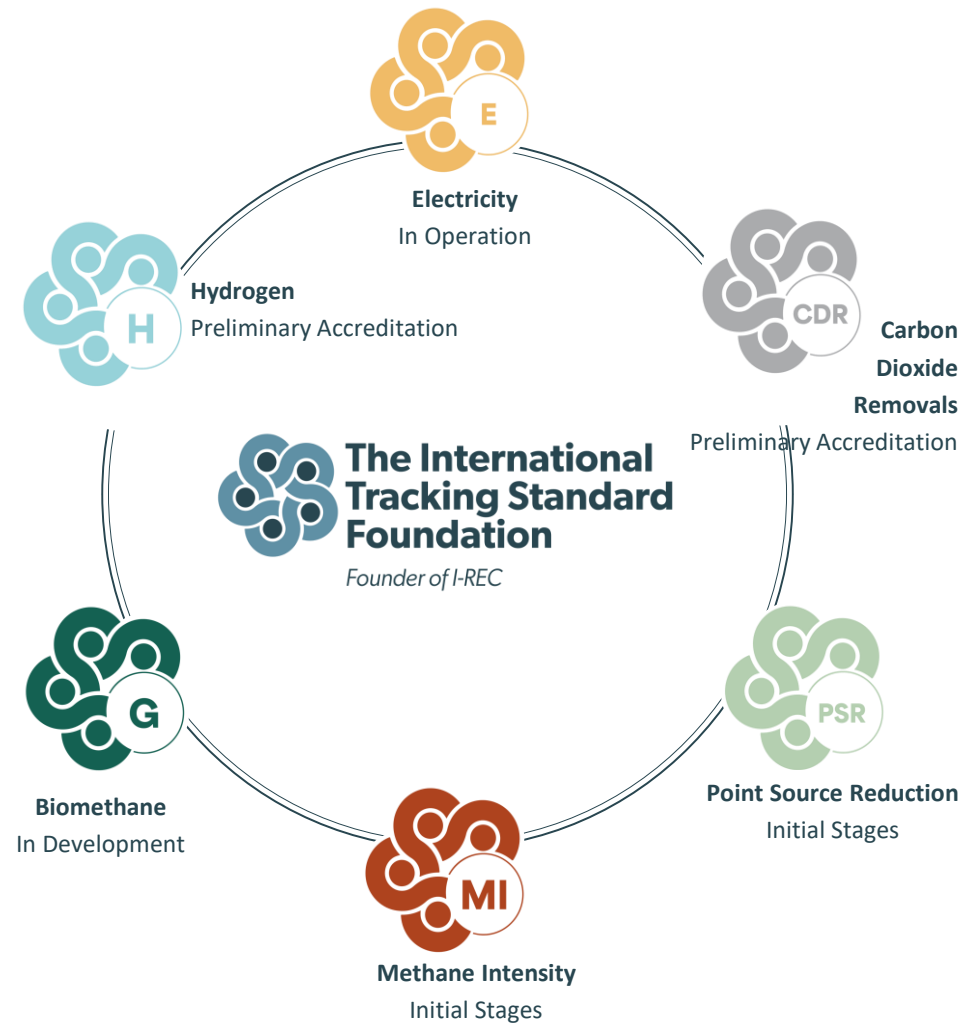 E
Electricity
In Operation
H
Hydrogen
Preliminary Accreditation
CDR
Carbon
Dioxide
Removals
Preliminary Accreditation
The International
Tracking Standard
Foundation
Founder of I-REC
G
Biomethane
In Development
PSR
Point Source Reduction
Initial Stages
MI
Methane Intensity
Initial Stages